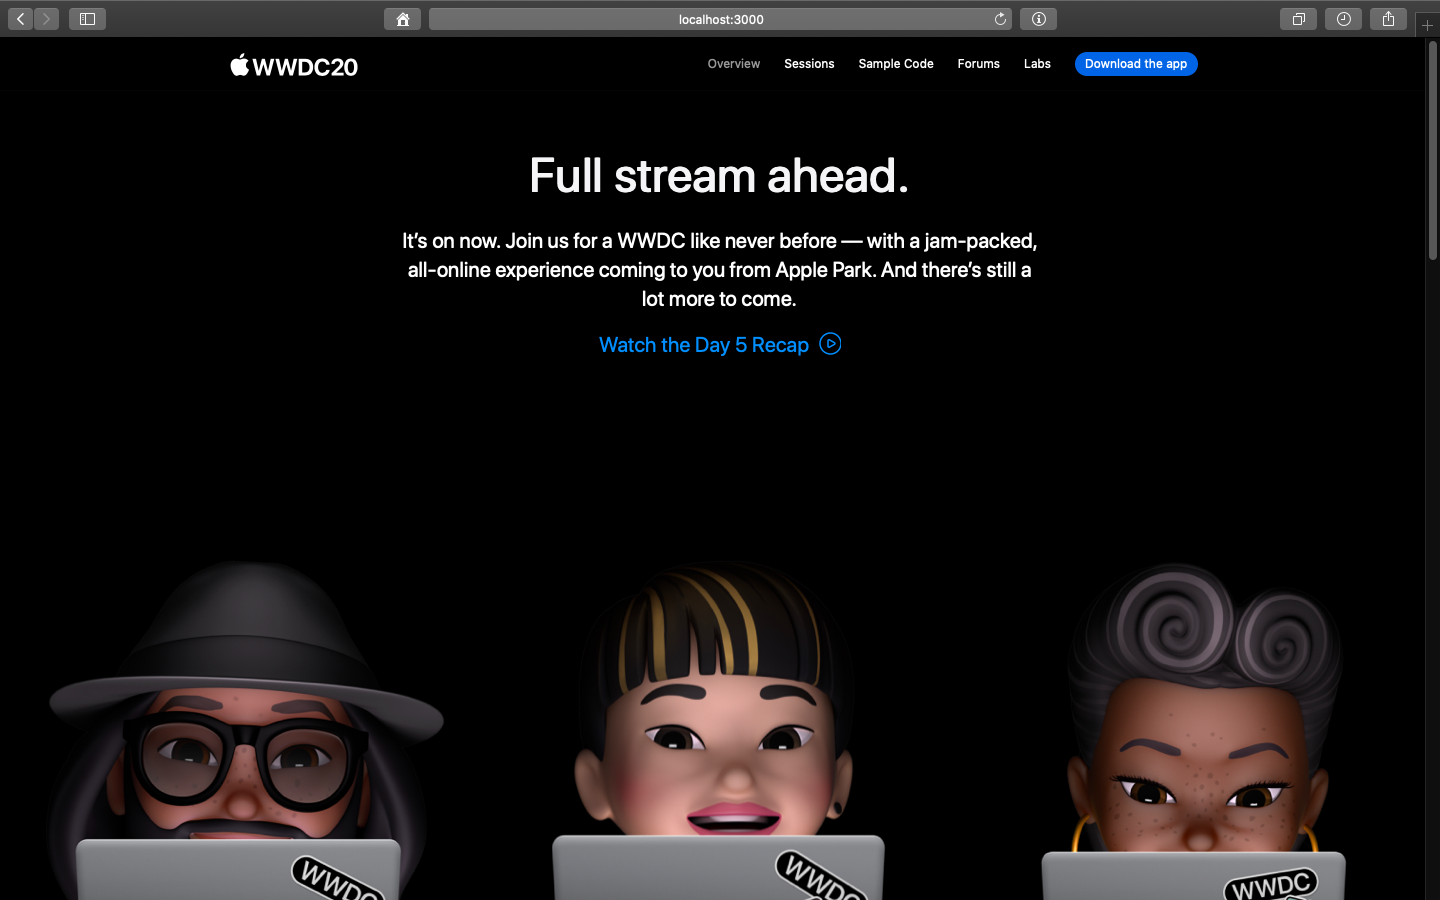 localhost:3000
WWDC20
Overview Sessions Sample Code Forums Labs Download the app
Full stream ahead.
It’s on now. Join us for a WWDC like never before — with a jam-packed,
all-online experience coming to you from Apple Park. And there’s still a
lot more to come.
Watch the Day 5 Recap
WWDC
WWDC
WWDC